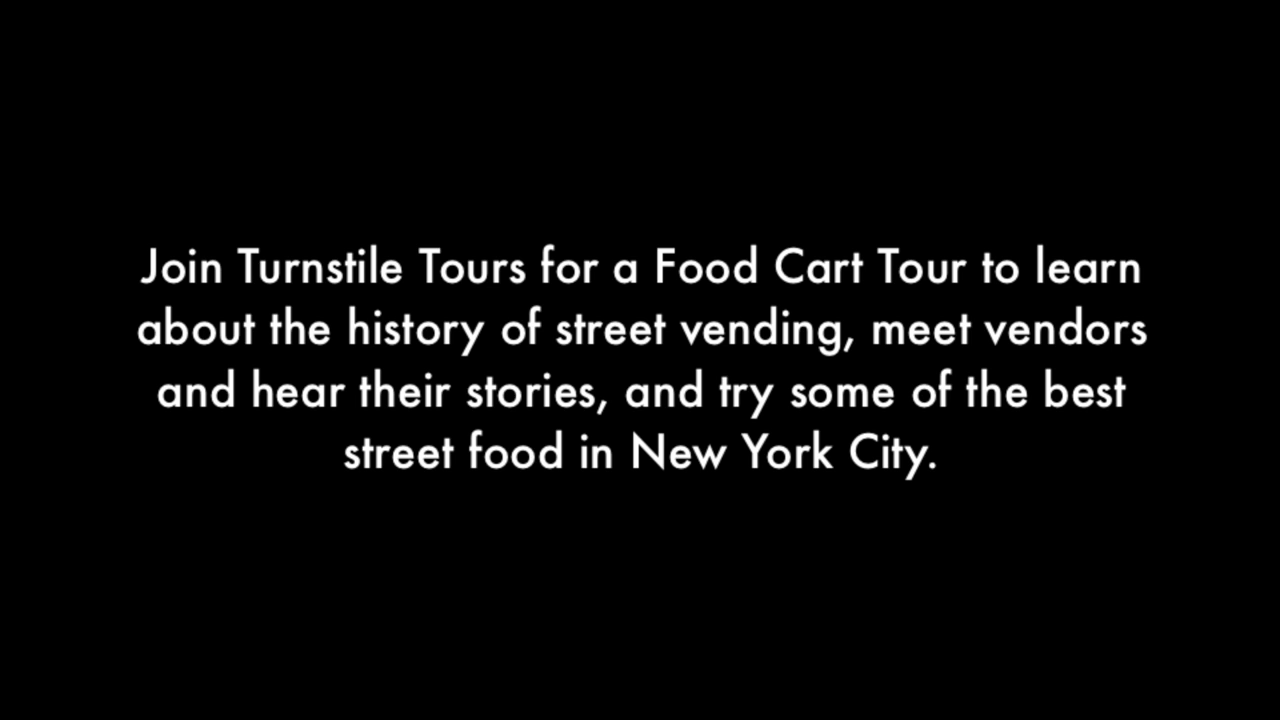 Join Turnstile Tours for a Food Cart Tour to learn
about the history of street vending, meet vendors
and hear their stories, and try some of the best
street food in New York City.